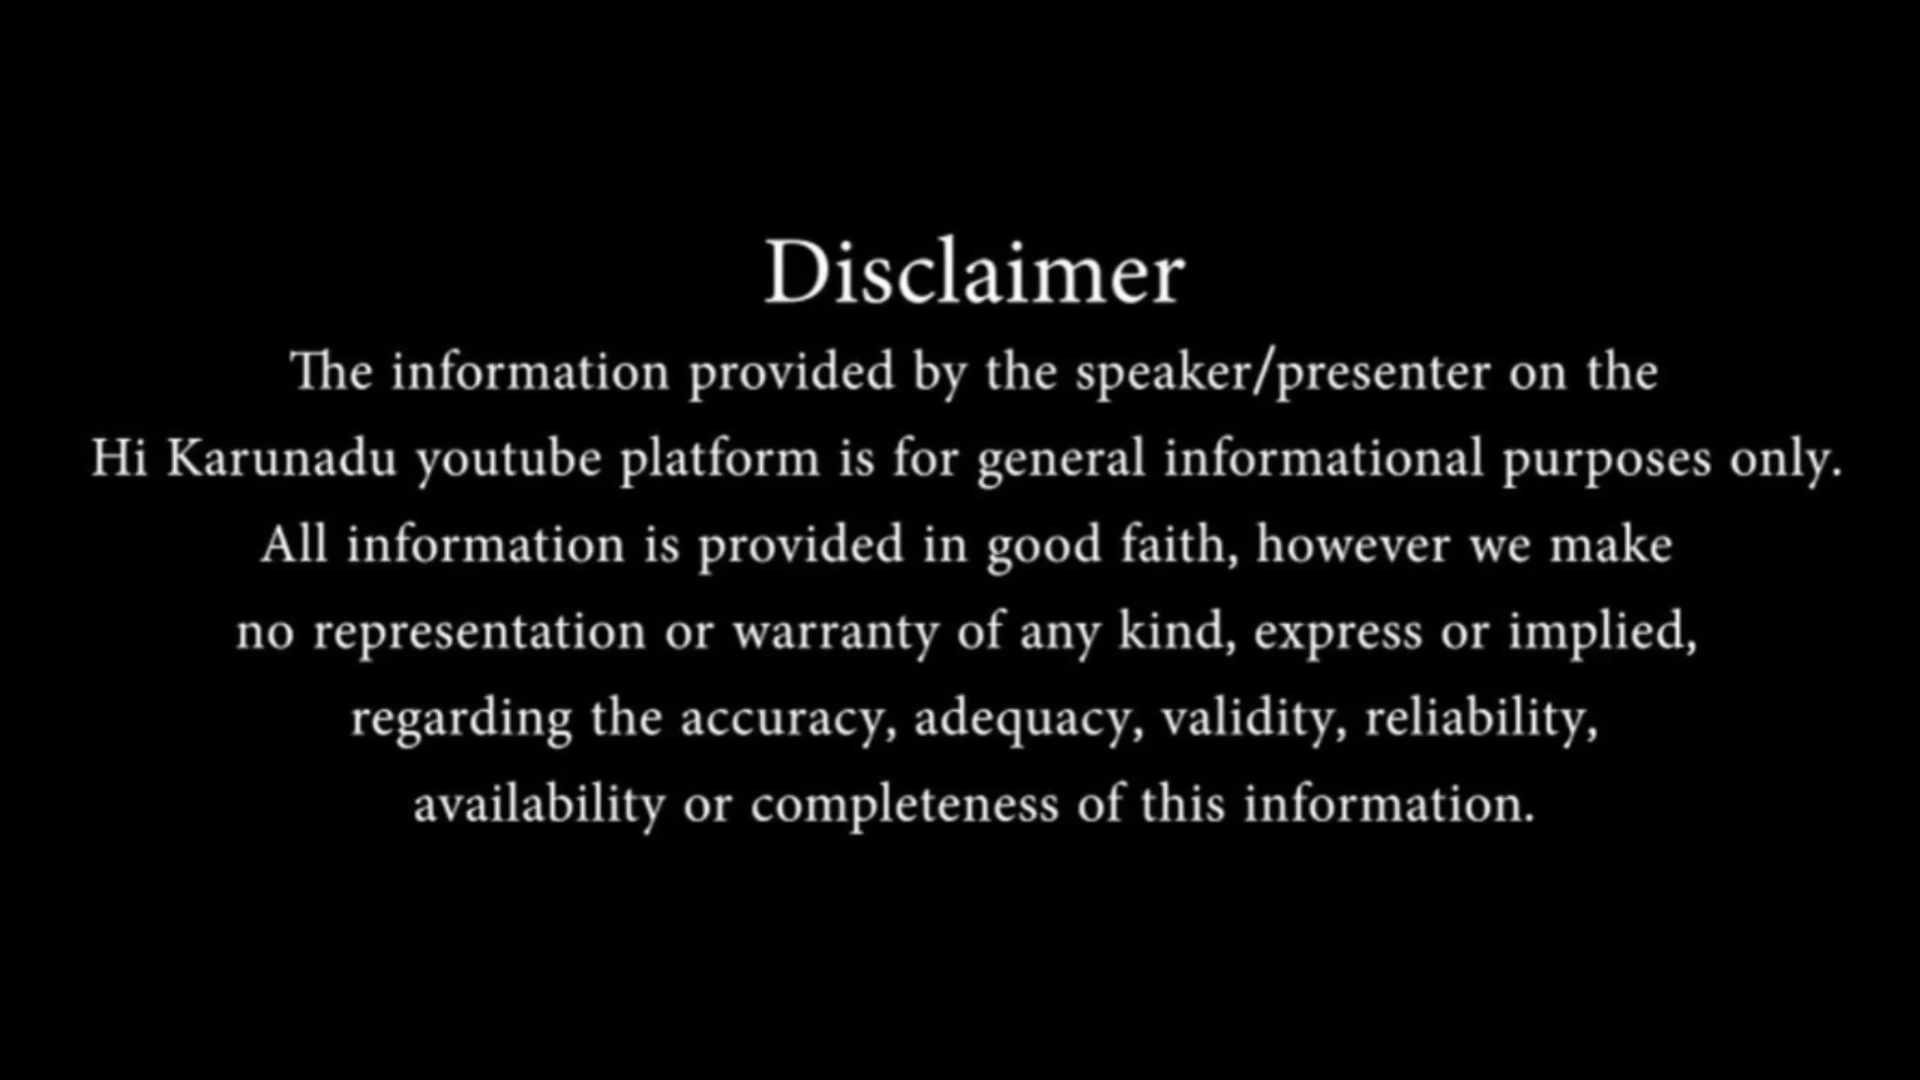 Disclaimer
The information provided by the speaker/presenter on the
Hi Karunadu youtube platform is for general informational purposes only.
All information is provided in good faith, however we make
no representation or warranty of any kind, express or implied,
regarding the accuracy, adequacy, validity, reliability,
availability or completeness of this information.